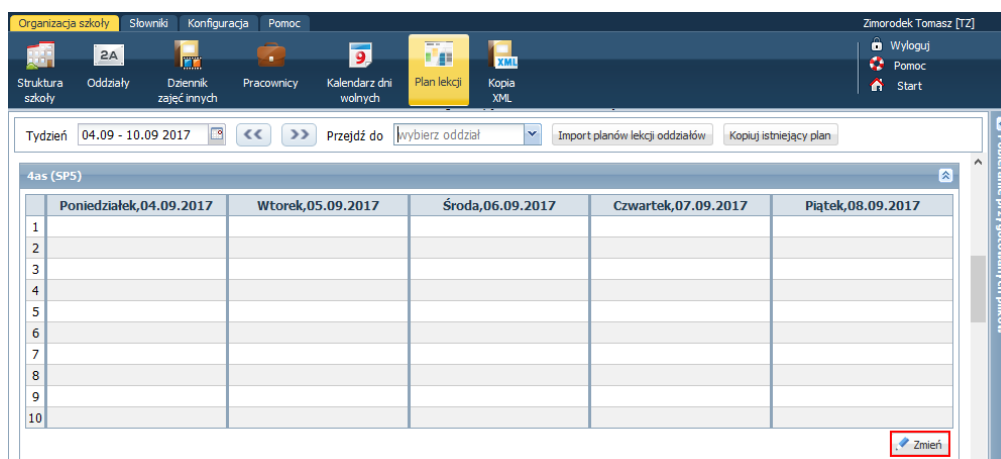 Organizacja szkoły Słowniki Konfiguracja Pomoc Zimorodek Tomasz [TZ]
2A 9 XML
Struktura szkoły Oddziały Dziennik zajęć innych Pracownicy Kalendarz dni wolnych Plan lekcji Kopia XML
Wyloguj
Pomoc
Start
Tydzień 04.09 - 10.09 2017 << >> Przejdź do wybierz oddział Import planów lekcji oddziałów Kopiuj istniejący plan
4as (SP5)
Poniedziałek,04.09.2017 Wtorek,05.09.2017 Środa,06.09.2017 Czwartek,07.09.2017 Piątek,08.09.2017
1
2
3
4
5
6
7
8
9
10
Zmień
przygotowanych plików